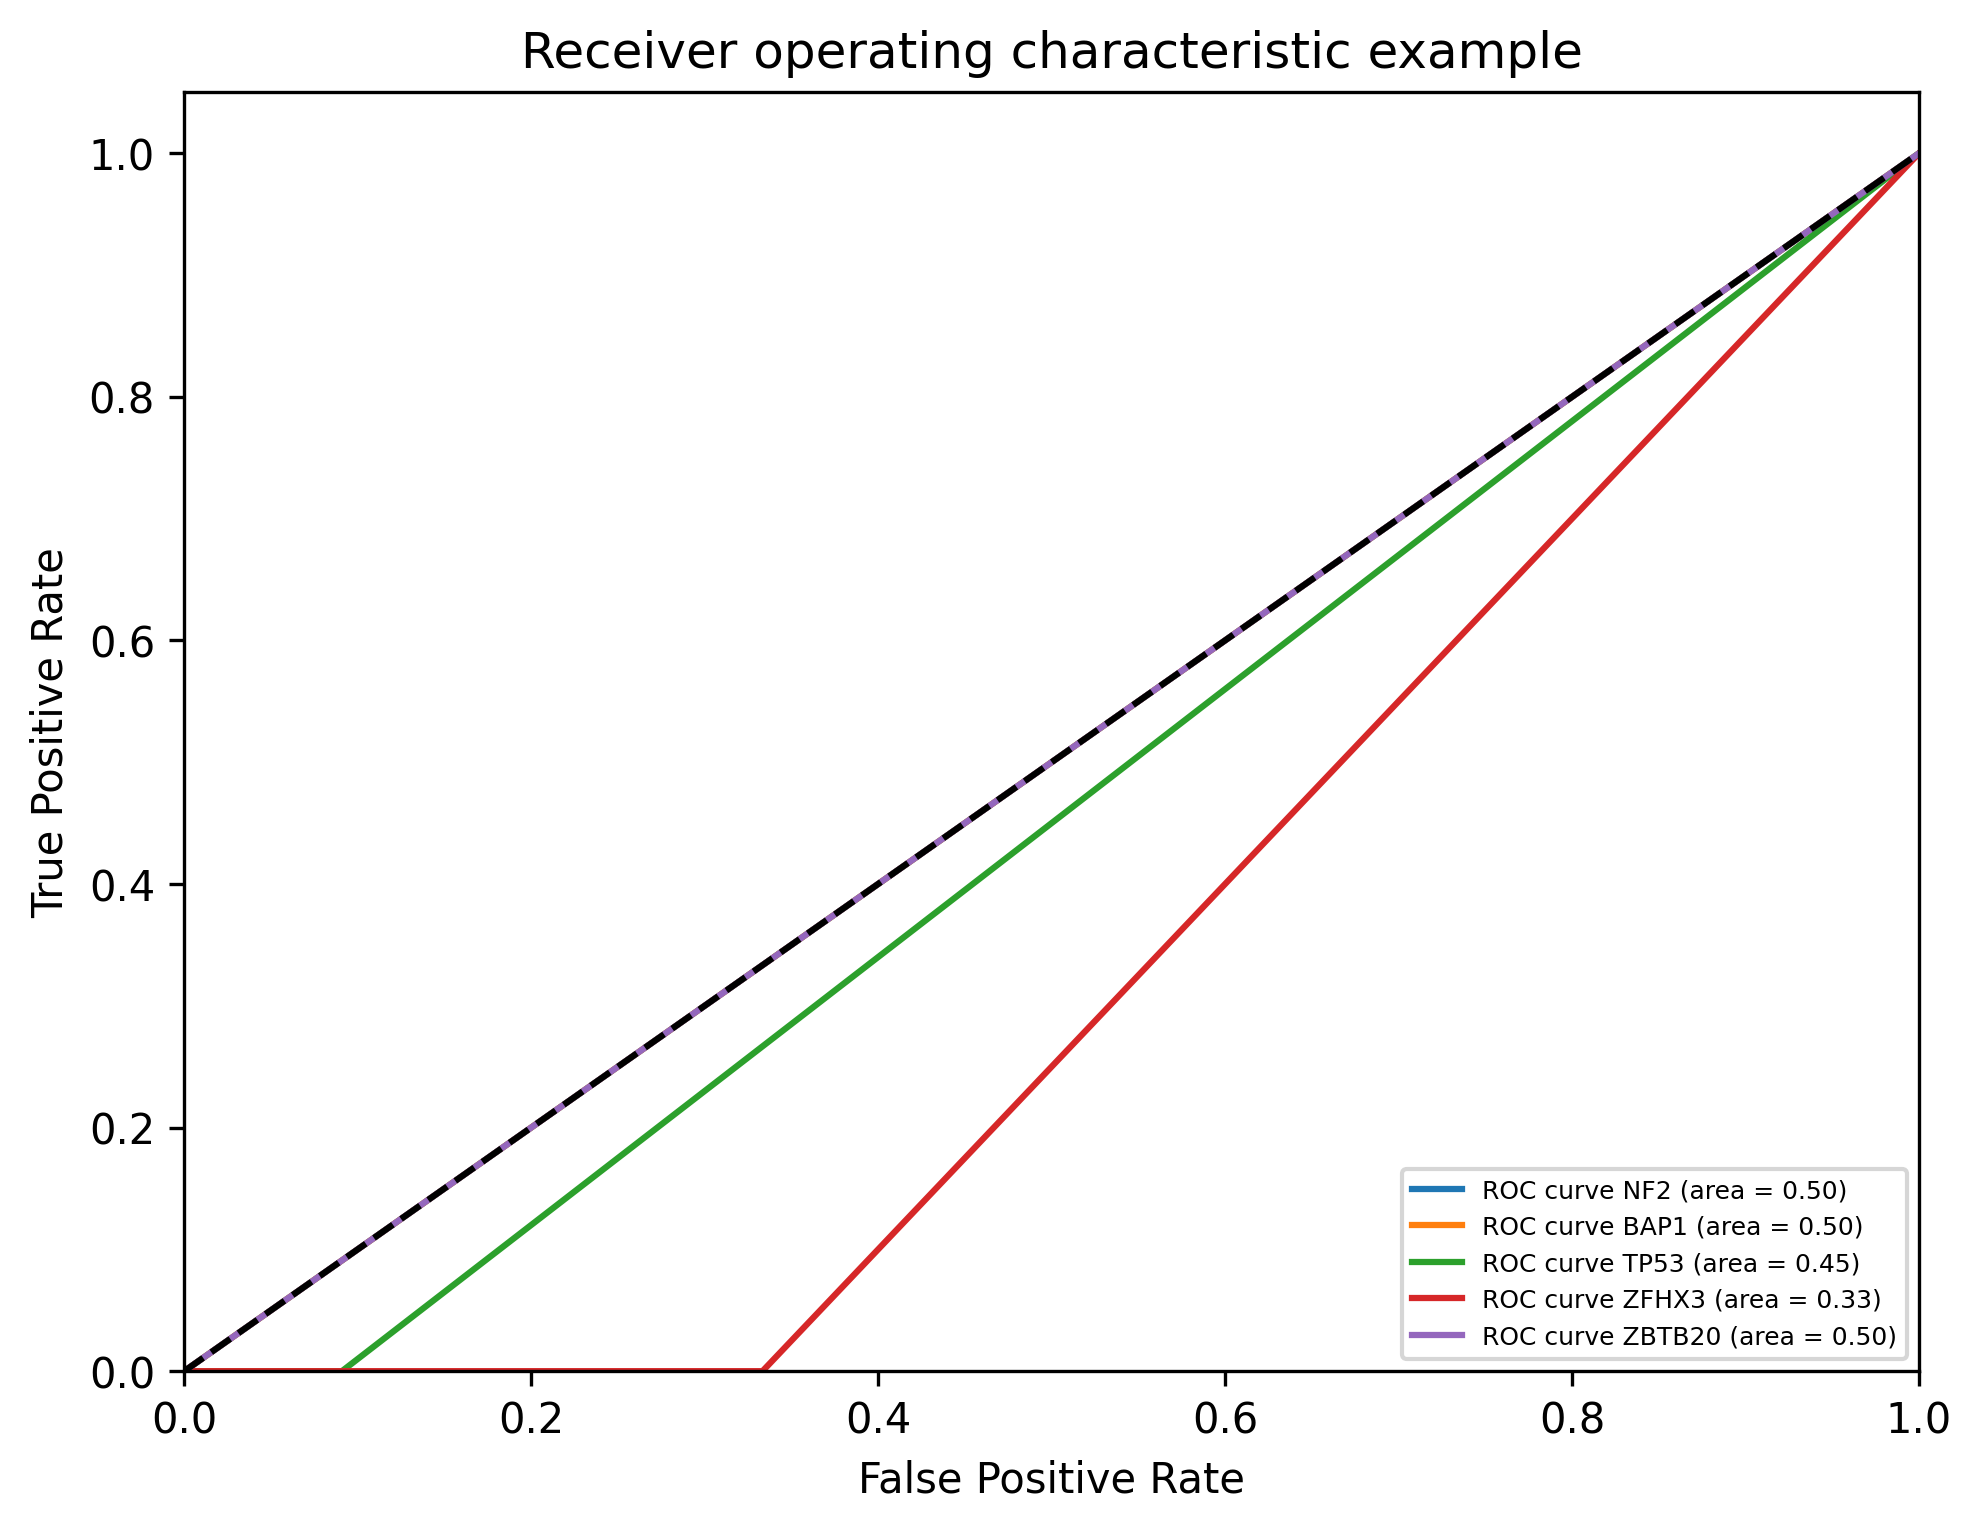 Receiver operating characteristic example
1.0
0.8
0.6
0.4
0.2
0.0
True Positive Rate
ROC curve NF2 (area = 0.50)
ROC curve BAP1 (area = 0.50)
ROC curve TP53 (area = 0.45)
ROC curve ZFHX3 (area = 0.33)
ROC curve ZBTB20 (area = 0.50)
0.0 0.2 0.4 0.6 0.8 1.0
False Positive Rate